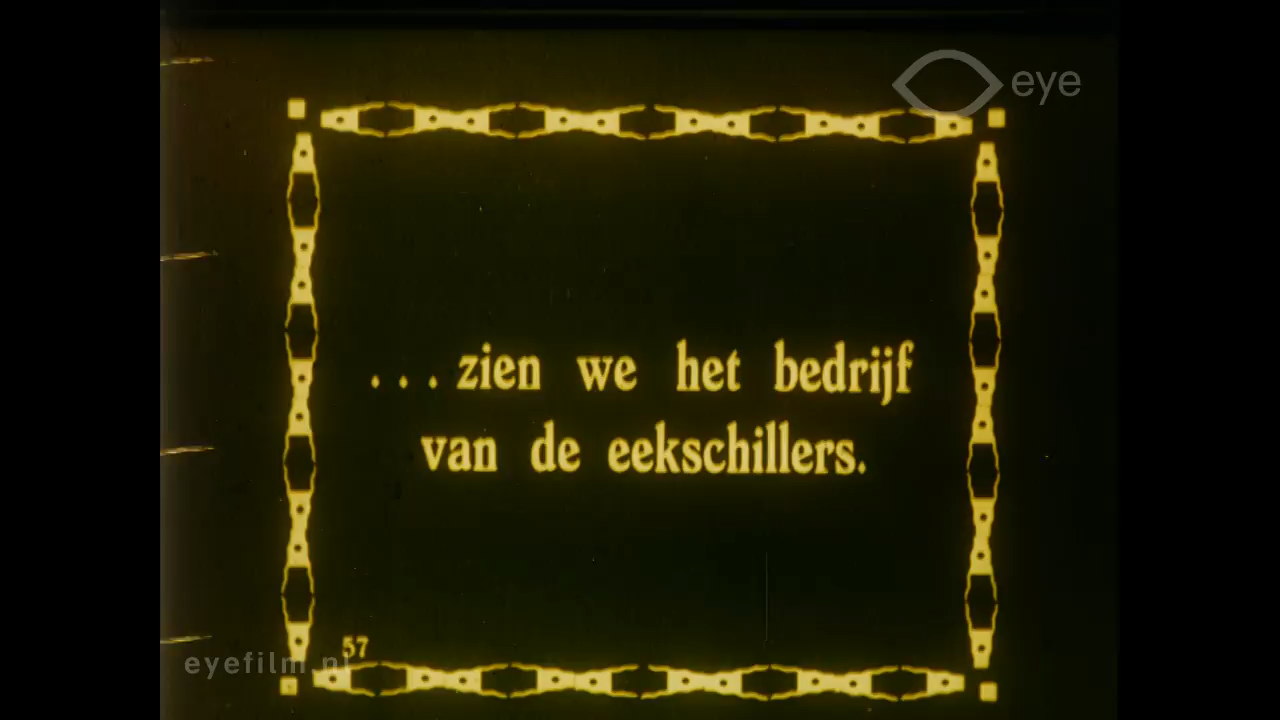 eye
. . . zien we het bedrijf
van de eekschillers.
57
eyefilm.nl